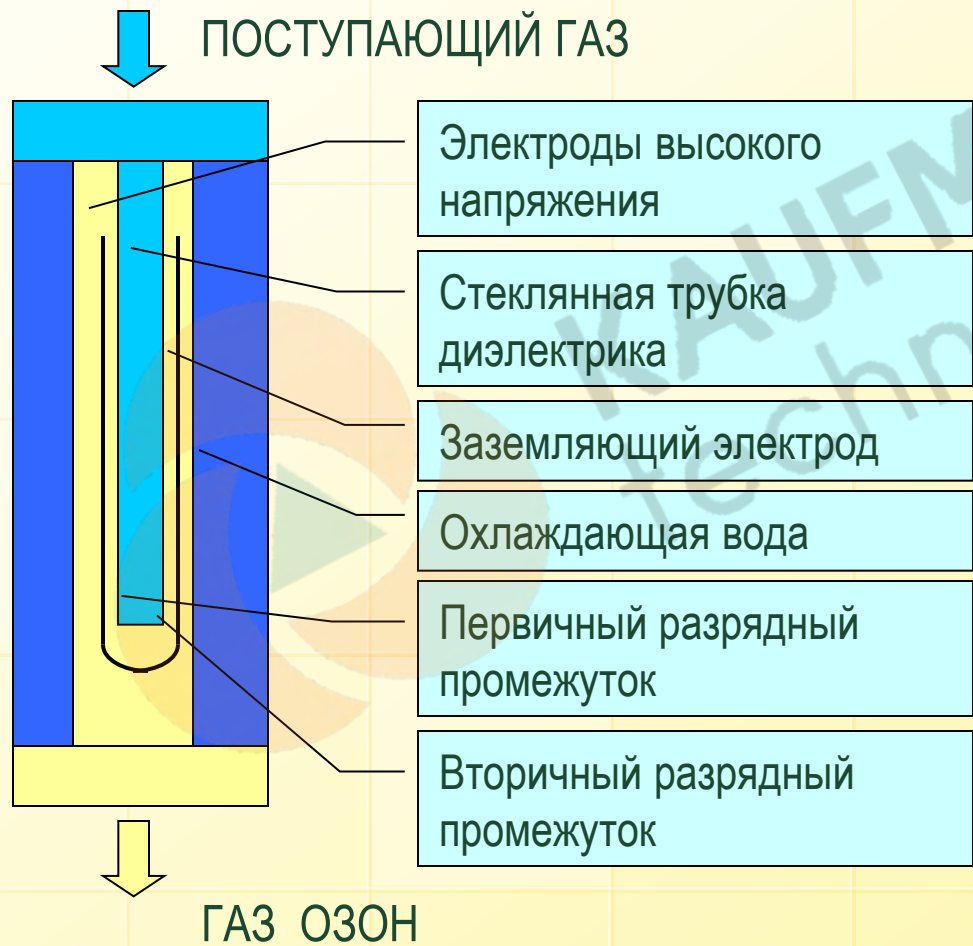 ПОСТУПАЮЩИЙ ГАЗ
Электроды высокого
напряжения
Стеклянная трубка
диэлектрика
Заземляющий электрод
Охлаждающая вода
Первичный разрядный
промежуток
Вторичный разрядный
промежуток
ГАЗ ОЗОН